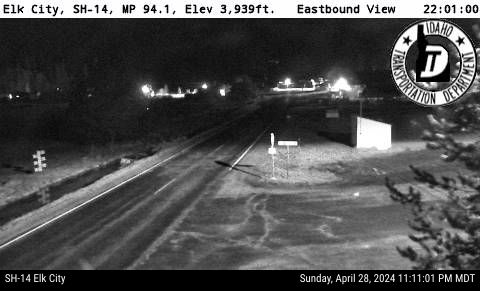 Elk City, SH-14, MP 94.1, Elev 3,939ft. Eastbound View 22:01:00
IDAHO
TRANSPORTATION DEPARTMENT
SH-14 Elk City Sunday, April 28, 2024 11:11:01 PM MDT